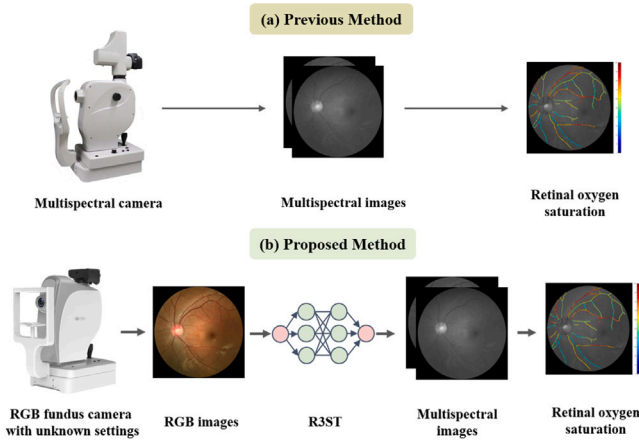 (a) Previous Method
Multispectral camera
Multispectral images
Retinal oxygen
saturation
(b) Proposed Method
RGB fundus camera
with unknown settings
RGB images
R3ST
Multispectral
images
Retinal oxygen
saturation